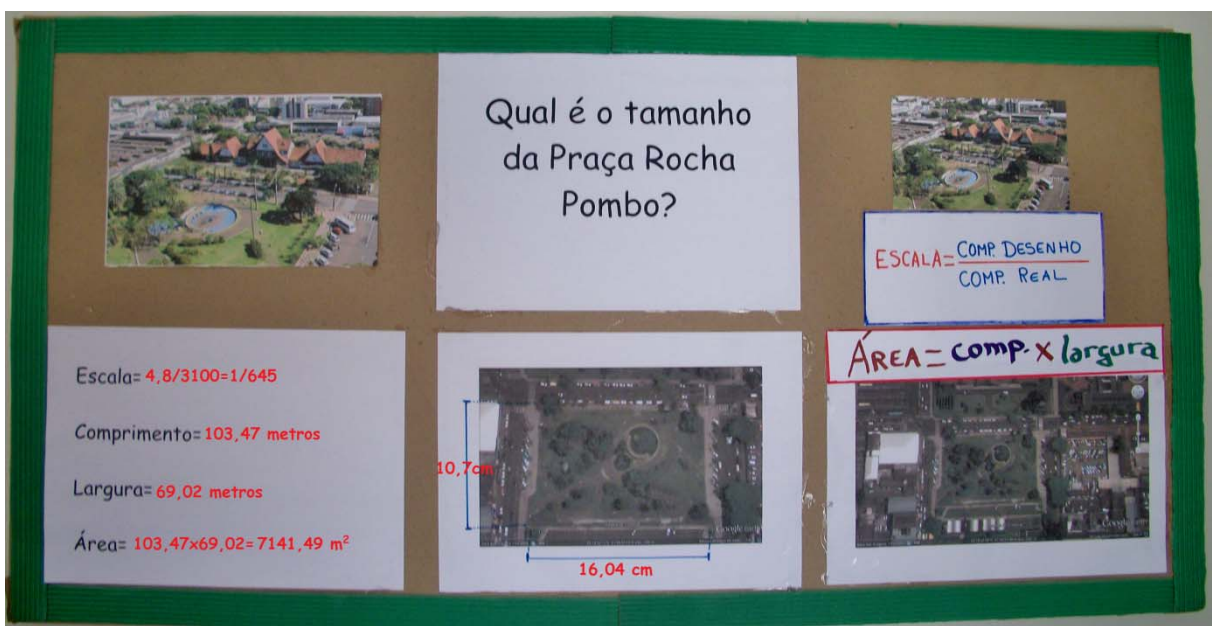 Qual é o tamanho
da Praça Rocha
Pombo?
ESCALA= COMP. DESENHO
COMP. REAL
Escala= 4,8/3100=1/645
Comprimento= 103,47 metros
Largura= 69,02 metros
Área= 103,47x69,02= 7141,49 m²
10,7cm
Google
16,04 cm
ÁREA= comp. x largura
Google